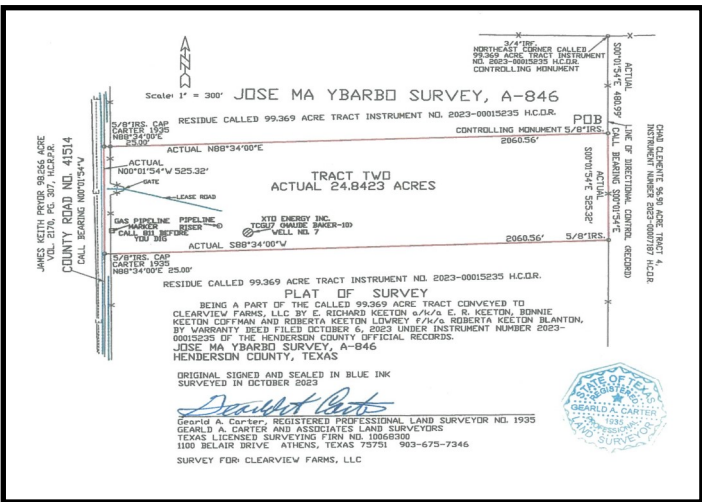 3/4"IRF.
NORTHEAST CORNER CALLED
99.369 ACRE TRACT INSTRUMENT
NO. 2023-00015235 H.C.O.R.
CONTROLLING MONUMENT
Scale: 1" = 300'
JOSE MA YBARBO SURVEY, A-846
RESIDUE CALLED 99.369 ACRE TRACT INSTRUMENT NO. 2023-00015235 H.C.O.R.
POB
5/8"IRS. CAP
CARTER 1935
N88°34'00"E
25.00'
CONTROLLING MONUMENT 5/8"IRS.
ACTUAL N88°34'00"E
2060.56'
ACTUAL
N00°01'54"W 525.32'
GATE
LEASE ROAD
TRACT TWO
ACTUAL 24.8423 ACRES
GAS PIPELINE
MARKER
CALL 811 BEFORE
YOU DIG
PIPELINE
RISER
XTO ENERGY INC.
TCGU7 (MAUDE BAKER-10)
WELL NO. 7
ACTUAL S88°34'00"W
2060.56'
5/8"IRS.
5/8"IRS. CAP
CARTER 1935
N88°34'00"E 25.00'
JAMES KEITH PRYOR 98.266 ACRE
VOL. 2170, PG. 307, H.C.R.P.R.
COUNTY ROAD NO. 41514
CALL BEARING N00°01'54"W
ACTUAL
S00°01'54"E 480.99'
ACTUAL
S00°01'54"E 525.32'
LINE OF DIRECTIONAL CONTROL (RECORD
CALL BEARING S00°01'54"E
CHAD CLEMENTE 96.90 ACRE TRACT 4,
INSTRUMENT NUMBER 2023-00007187 H.C.O.R.
RESIDUE CALLED 99.369 ACRE TRACT INSTRUMENT NO. 2023-00015235 H.C.O.R.
PLAT OF SURVEY
BEING A PART OF THE CALLED 99.369 ACRE TRACT CONVEYED TO
CLEARVIEW FARMS, LLC BY E. RICHARD KEETON a/k/a E. R. KEETON, BONNIE
KEETON COFFMAN AND ROBERTA KEETON LOWREY f/k/a ROBERTA KEETON BLANTON,
BY WARRANTY DEED FILED OCTOBER 6, 2023 UNDER INSTRUMENT NUMBER 2023-
00015235 OF THE HENDERSON COUNTY OFFICIAL RECORDS.
JOSE MA YBARBO SURVEY, A-846
HENDERSON COUNTY, TEXAS
ORIGINAL SIGNED AND SEALED IN BLUE INK
SURVEYED IN OCTOBER 2023
Gearld A. Carter, REGISTERED PROFESSIONAL LAND SURVEYOR NO. 1935
GEARLD A. CARTER AND ASSOCIATES LAND SURVEYORS
TEXAS LICENSED SURVEYING FIRM NO. 10068300
1100 BELAIR DRIVE ATHENS, TEXAS 75751 903-675-7346
SURVEY FOR: CLEARVIEW FARMS, LLC
STATE OF TEXAS
REGISTERED
GEARLD A. CARTER
1935
PROFESSIONAL
LAND SURVEYOR